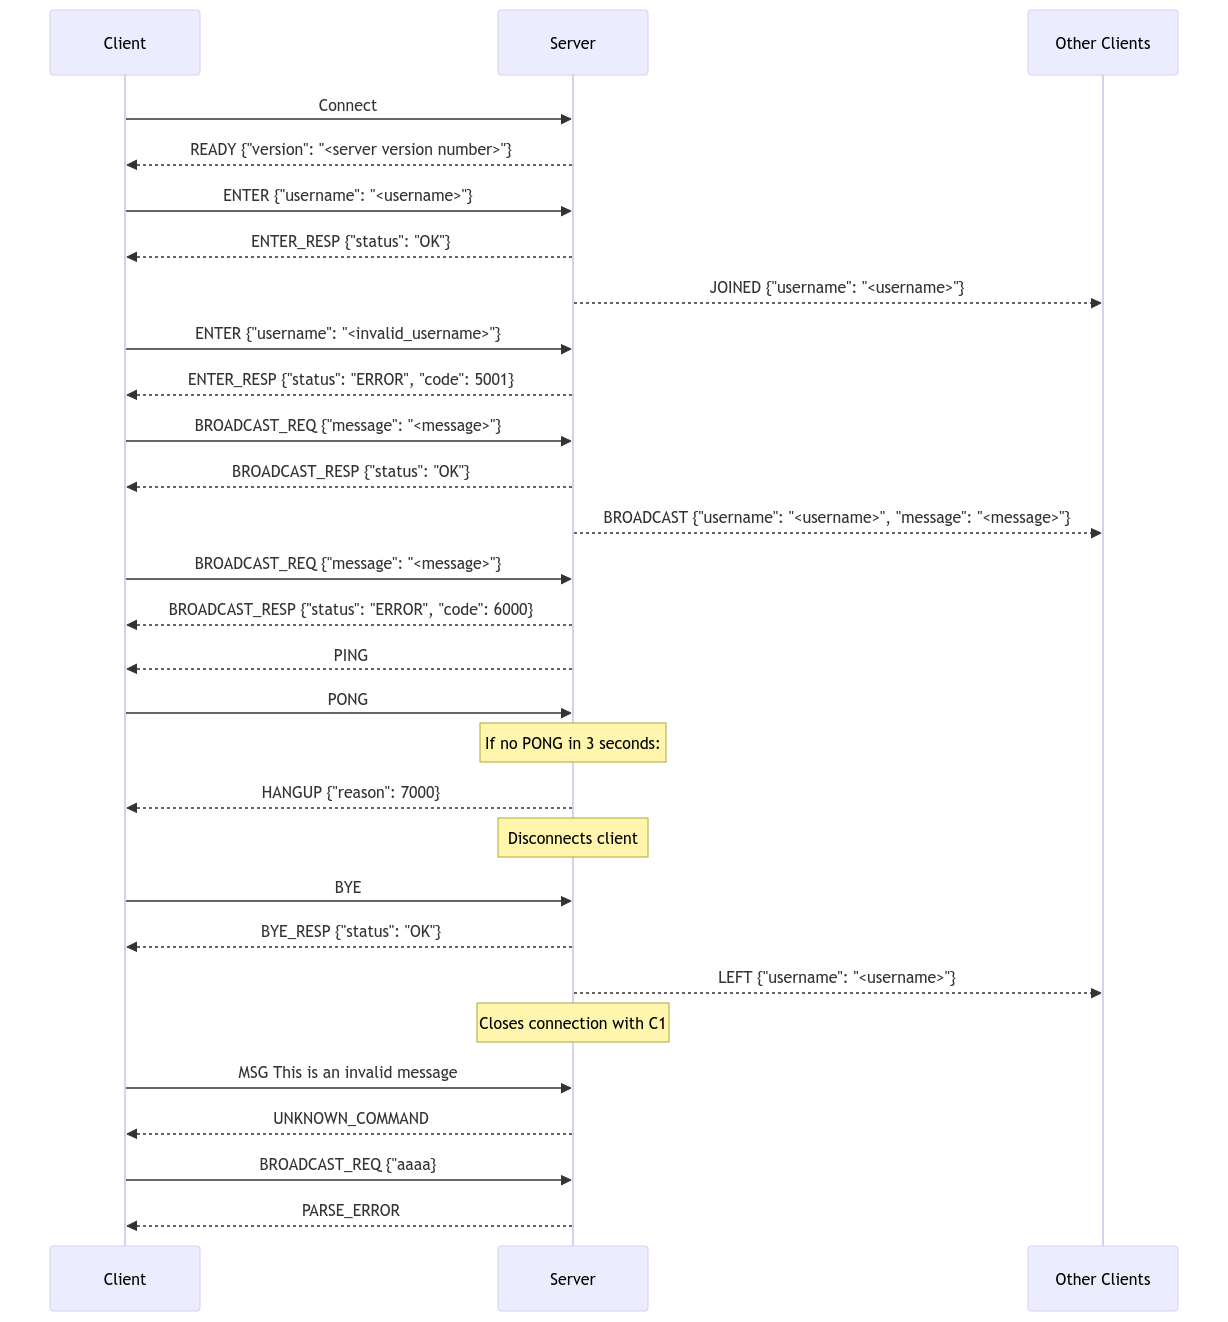 Client
Server
Other Clients
Connect
READY {"version": "<server version number>"}
ENTER {"username": "<username>"}
ENTER_RESP {"status": "OK"}
JOINED {"username": "<username>"}
ENTER {"username": "<invalid_username>"}
ENTER_RESP {"status": "ERROR", "code": 5001}
BROADCAST_REQ {"message": "<message>"}
BROADCAST_RESP {"status": "OK"}
BROADCAST {"username": "<username>", "message": "<message>"}
BROADCAST_REQ {"message": "<message>"}
BROADCAST_RESP {"status": "ERROR", "code": 6000}
PING
PONG
If no PONG in 3 seconds:
HANGUP {"reason": 7000}
Disconnects client
BYE
BYE_RESP {"status": "OK"}
LEFT {"username": "<username>"}
Closes connection with C1
MSG This is an invalid message
UNKNOWN_COMMAND
BROADCAST_REQ {"aaaa}
PARSE_ERROR
Client
Server
Other Clients